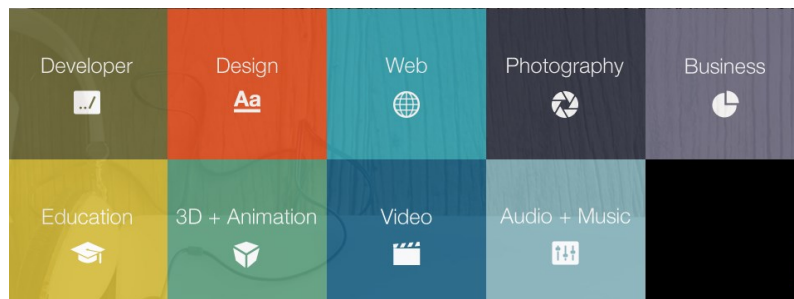 Developer
../
Design
Aa
Web
Photography
Business
Education
3D + Animation
Video
Audio + Music